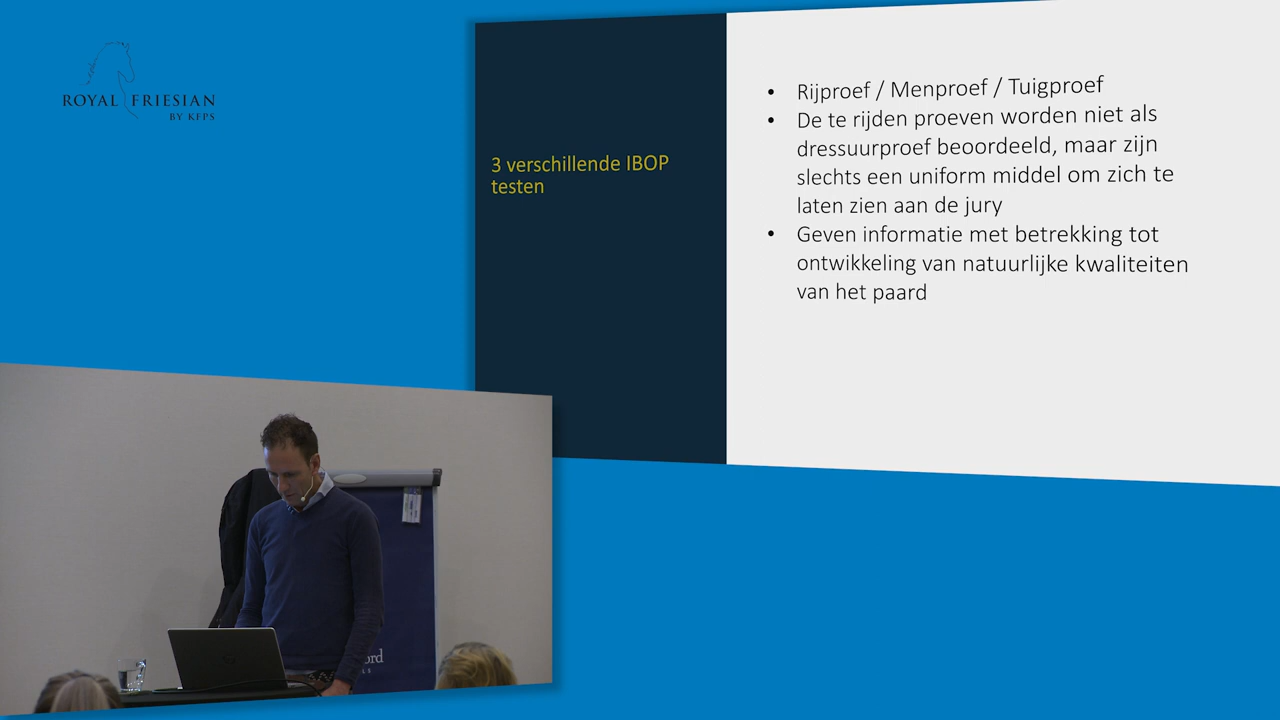 ROYAL FRIESIAN
BY KFPS
3 verschillende IBOP
testen
• Rijproef / Menproef / Tuigproef
• De te rijden proeven worden niet als
dressuurproef beoordeeld, maar zijn
slechts een uniform middel om zich te
laten zien aan de jury
• Geven informatie met betrekking tot
ontwikkeling van natuurlijke kwaliteiten
van het paard